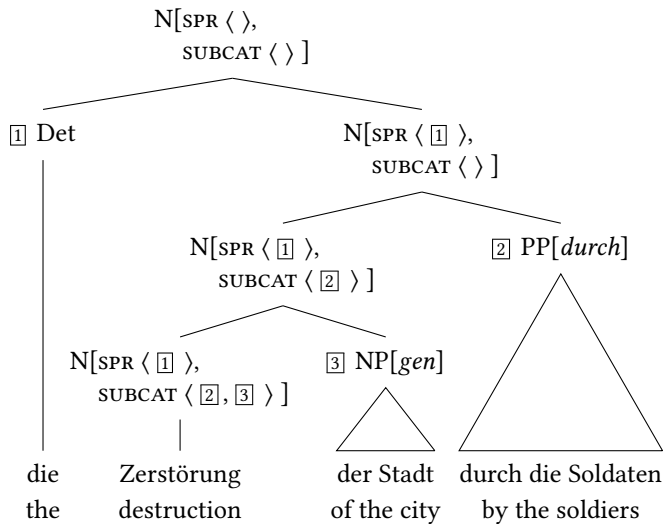 N[SPR ⟨ ⟩,
SUBCAT ⟨ ⟩ ]
1 Det
N[SPR ⟨ 1 ⟩,
SUBCAT ⟨ ⟩ ]
N[SPR ⟨ 1 ⟩,
SUBCAT ⟨ 2 ⟩ ]
2 PP[durch]
N[SPR ⟨ 1 ⟩,
SUBCAT ⟨ 2, 3 ⟩ ]
3 NP[gen]
die Zerstörung der Stadt durch die Soldaten
the destruction of the city by the soldiers